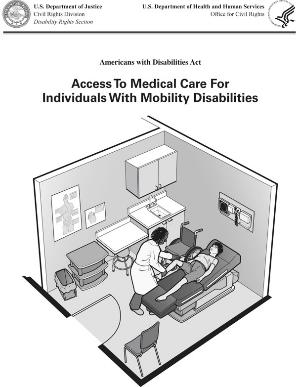 U.S. Department of Justice
Civil Rights Division
Disability Rights Section
U.S. Department of Health and Human Services
Office for Civil Rights
Americans with Disabilities Act
Access To Medical Care For
Individuals With Mobility Disabilities